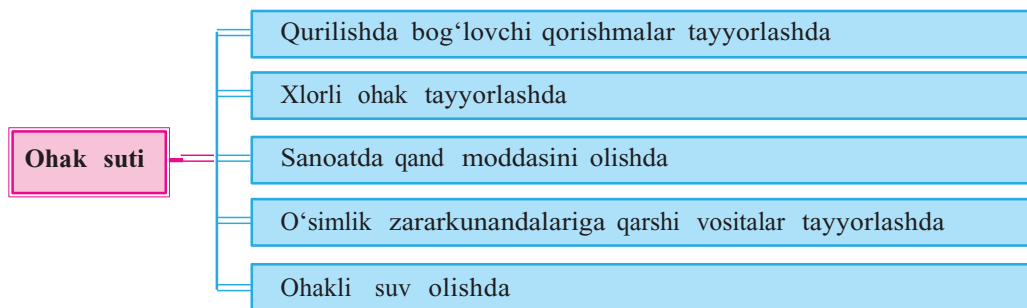 Qurilishda bog‘lovchi qorishmalar tayyorlashda
Xlorli ohak tayyorlashda
Ohak suti
Sanoatda qand moddasini olishda
O‘simlik zararkunandalariga qarshi vositalar tayyorlashda
Ohakli suv olishda